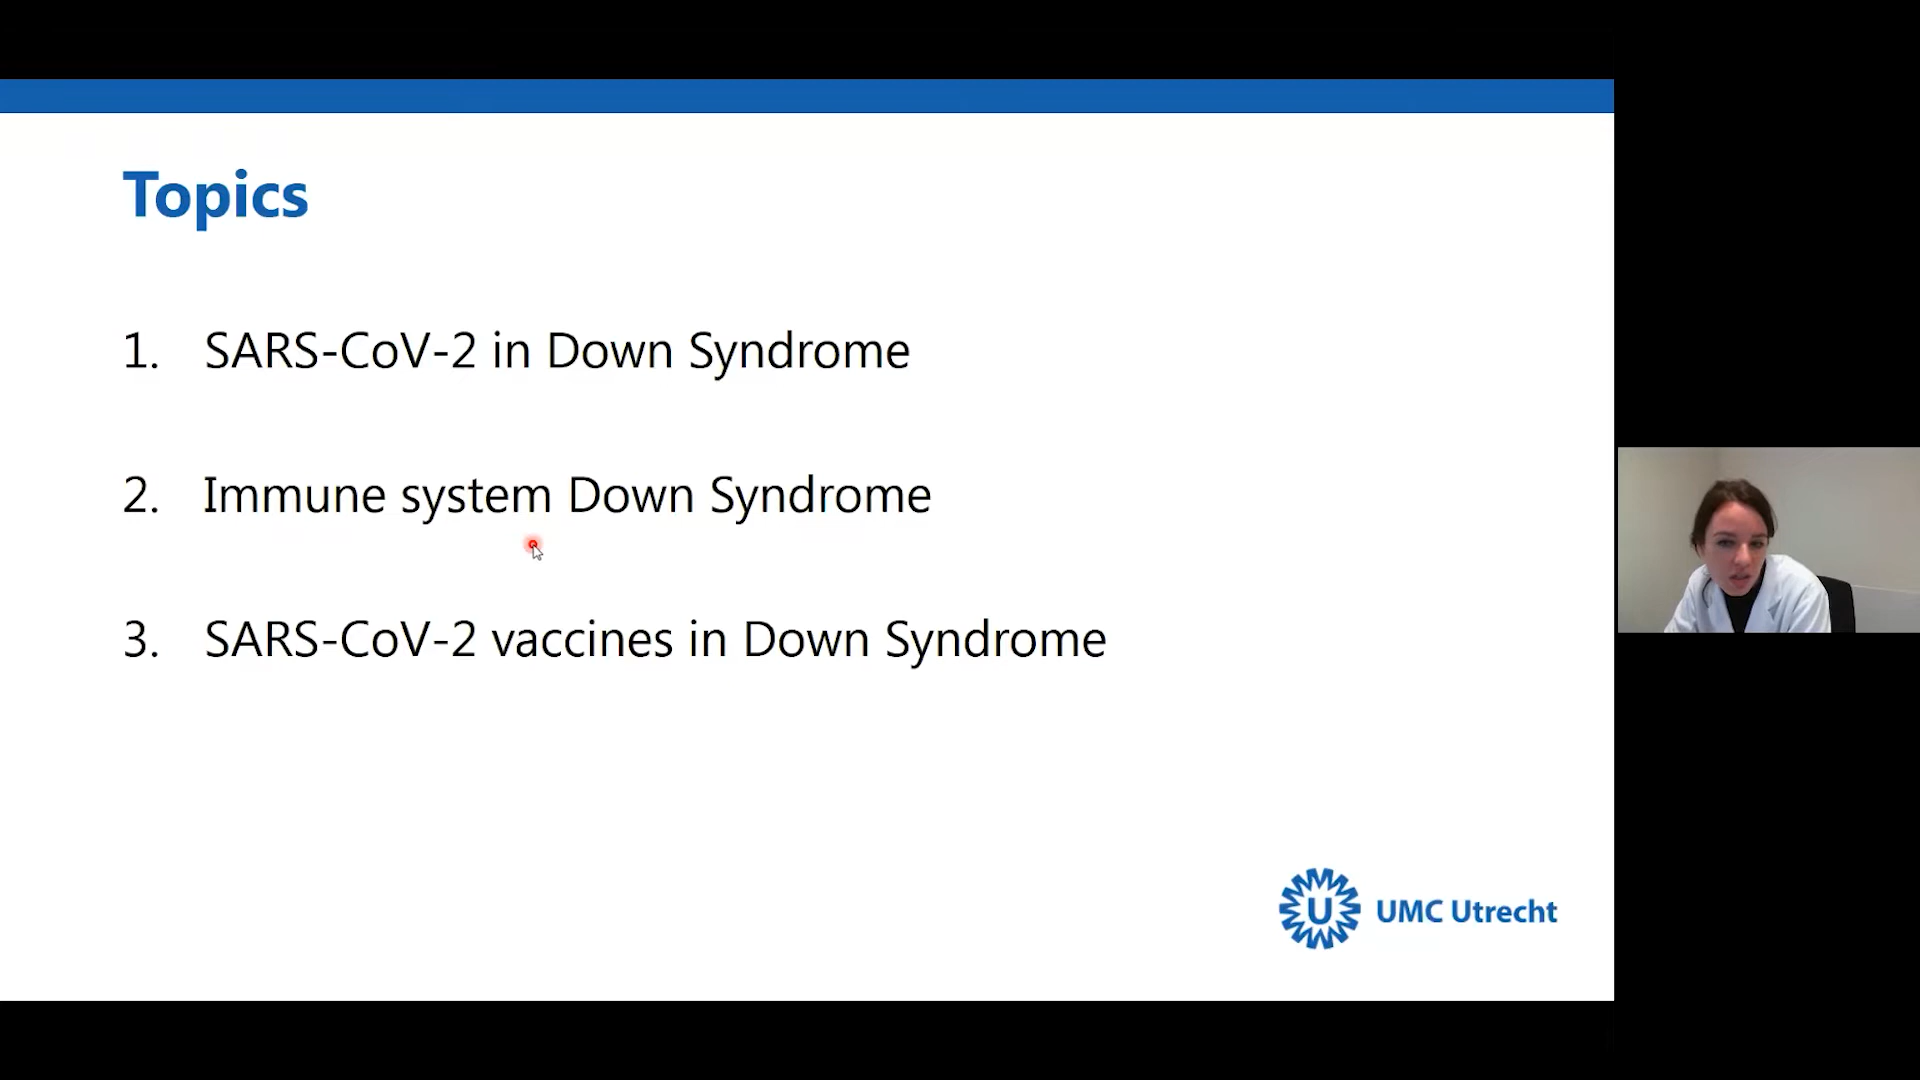 Topics
1. SARS-CoV-2 in Down Syndrome
2. Immune system Down Syndrome
3. SARS-CoV-2 vaccines in Down Syndrome
U UMC Utrecht